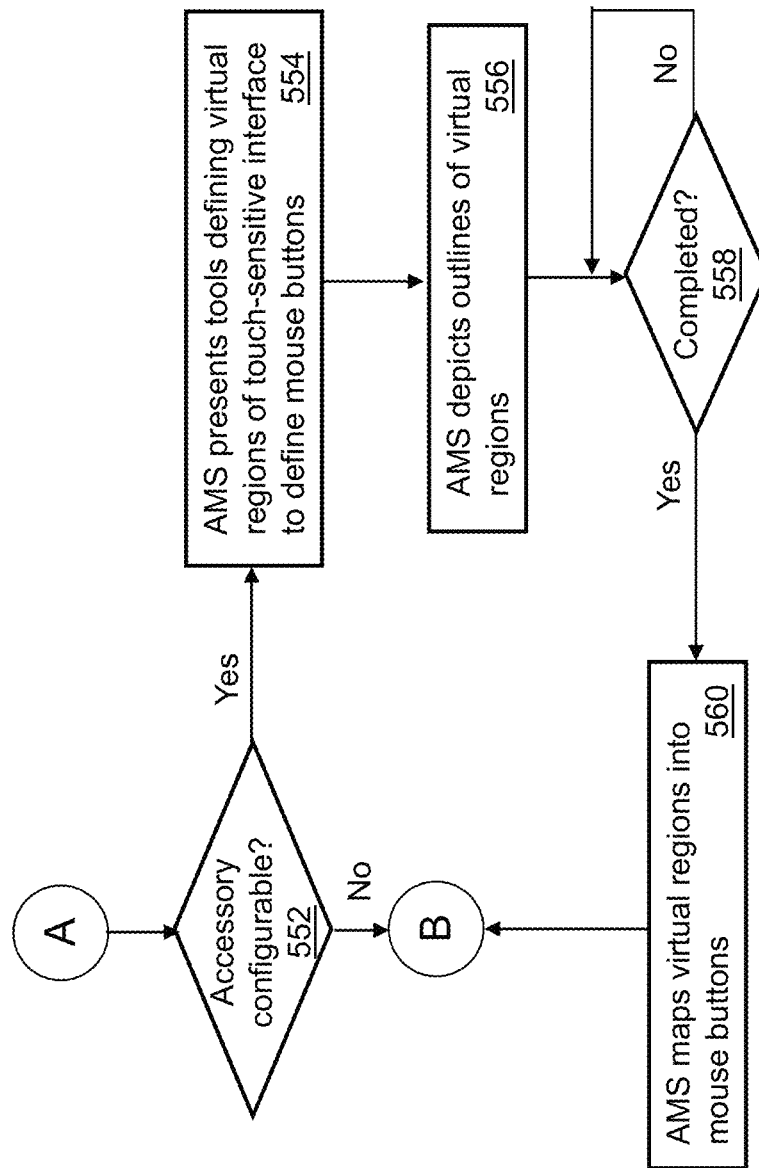 A
Accessory
configurable?
552
Yes
No
AMS presents tools defining virtual
regions of touch-sensitive interface
to define mouse buttons 554
AMS depicts outlines of virtual
regions 556
Completed?
558
No
Yes
AMS maps virtual regions into
mouse buttons 560
B